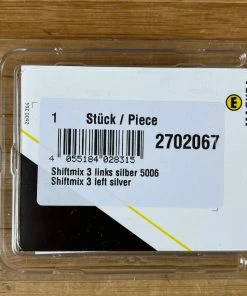 1 Stück / Piece
2702067
4 055184 028315
Shiftmix 3 links silber 5006
Shiftmix 3 left silver
E